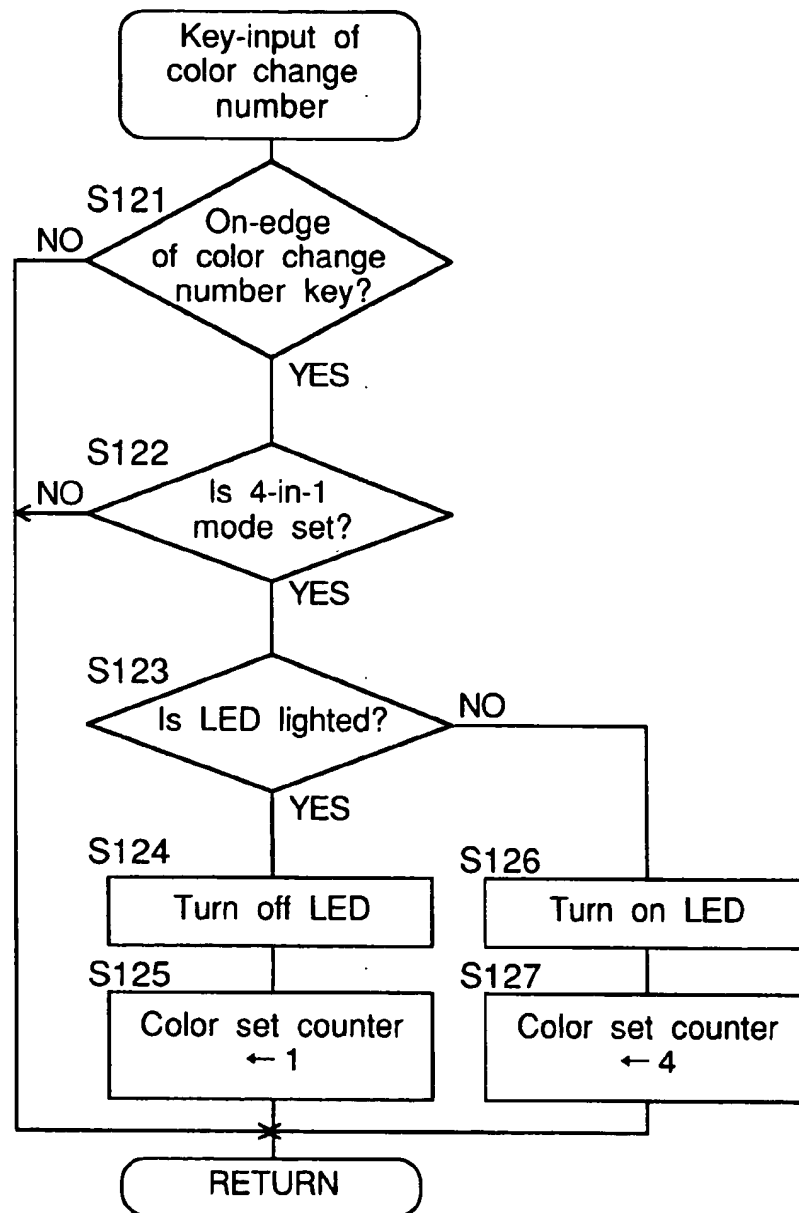 Key-input of
color change
number
S121
NO
On-edge
of color change
number key?
YES
S122
NO
Is 4-in-1
mode set?
YES
S123
Is LED lighted?
NO
YES
S124
Turn off LED
S126
Turn on LED
S125
Color set counter
← 1
S127
Color set counter
← 4
RETURN